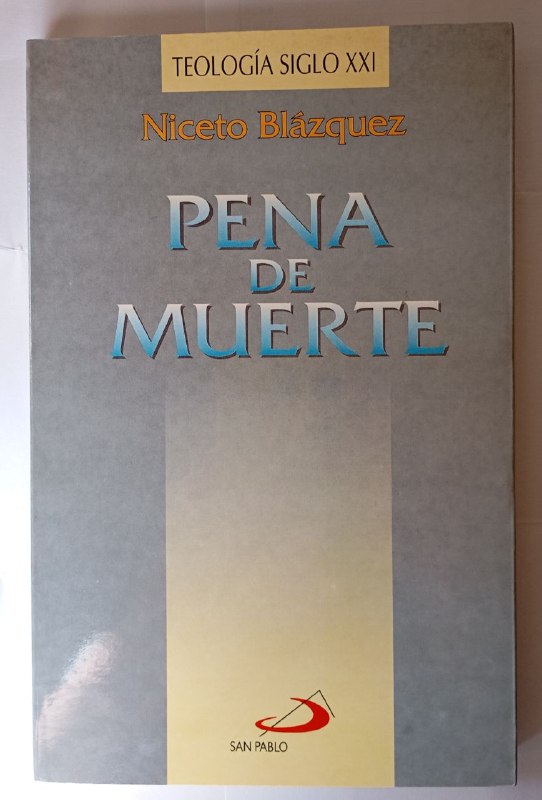 TEOLOGÍA SIGLO XXI
Niceto Blázquez
PENA
DE
MUERTE
SAN PABLO